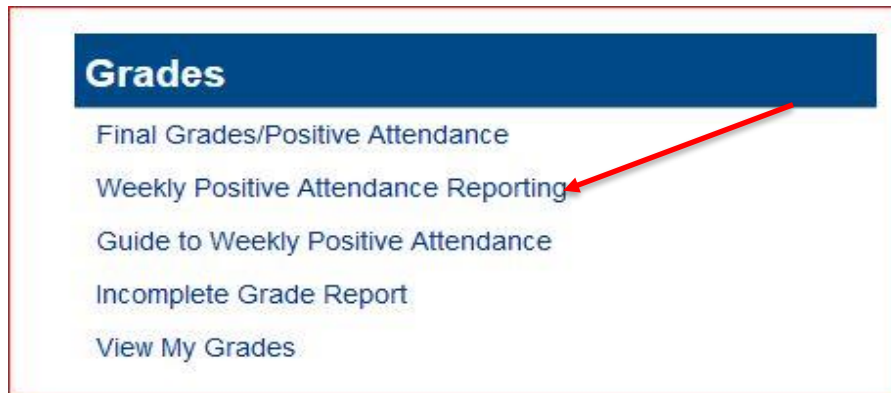 Grades
Final Grades/Positive Attendance
Weekly Positive Attendance Reporting
Guide to Weekly Positive Attendance
Incomplete Grade Report
View My Grades